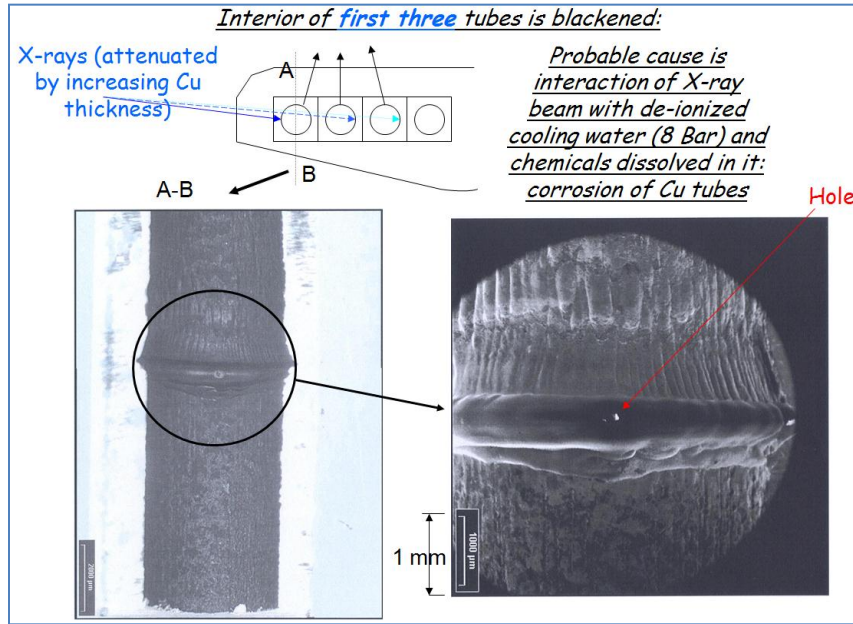 Interior of first three tubes is blackened:
X-rays (attenuated
by increasing Cu
thickness)
A
B
A-B
Probable cause is
interaction of X-ray
beam with de-ionized
cooling water (8 Bar) and
chemicals dissolved in it:
corrosion of Cu tubes
Hole
2000 µm
1 mm
1000 µm